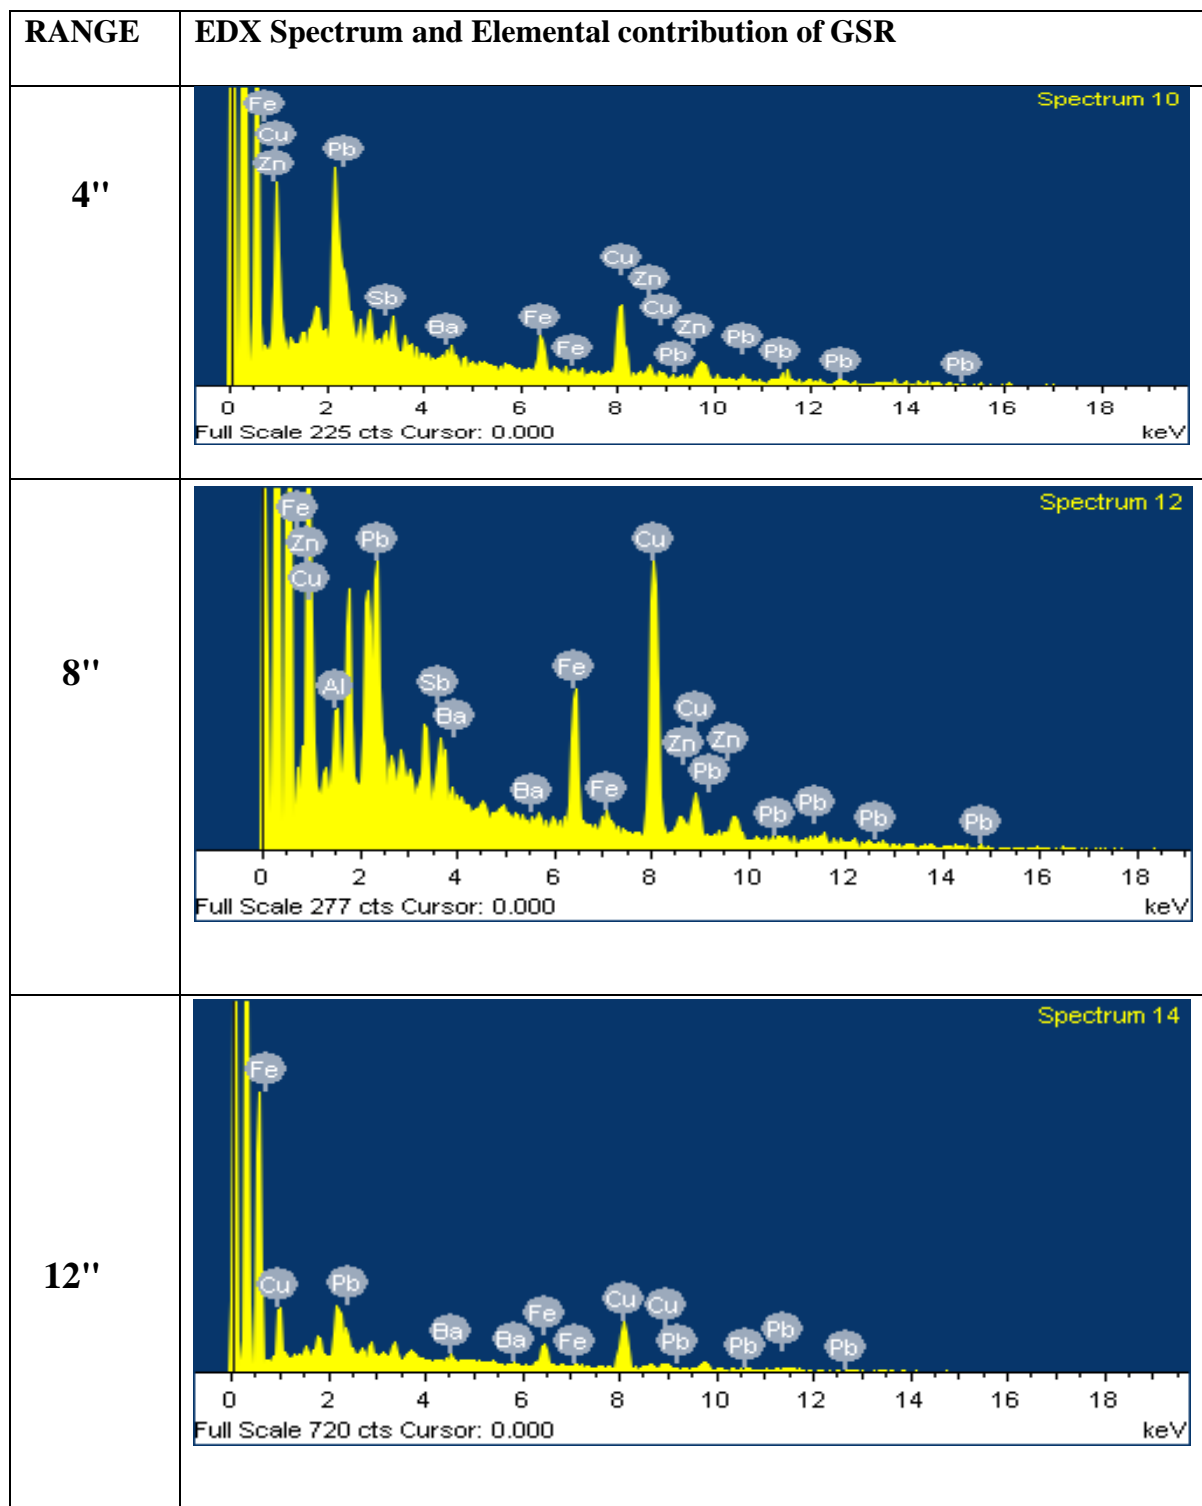 RANGE EDX Spectrum and Elemental contribution of GSR
4"
Spectrum 10
Fe
Cu
Zn
Pb
Sb
Ba
Fe
Fe
Cu
Zn
Cu
Zn
Pb
Pb
Pb
Pb
Pb
0 2 4 6 8 10 12 14 16 18
Full Scale 225 cts Cursor: 0.000 keV
8"
Spectrum 12
Fe
Zn
Cu
Pb
Al
Sb
Ba
Ba
Fe
Fe
Cu
Cu
Zn
Zn
Pb
Pb
Pb
Pb
Pb
0 2 4 6 8 10 12 14 16 18
Full Scale 277 cts Cursor: 0.000 keV
12"
Spectrum 14
Fe
Cu
Pb
Ba
Ba
Fe
Fe
Cu
Cu
Pb
Pb
Pb
Pb
0 2 4 6 8 10 12 14 16 18
Full Scale 720 cts Cursor: 0.000 keV